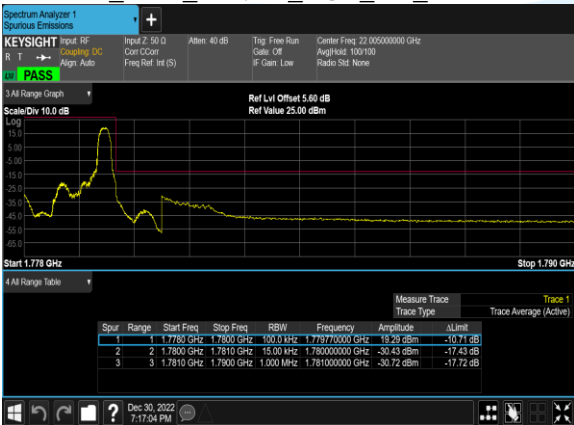 Spectrum Analyzer 1
Spurious Emissions
KEYSIGHT Input: RF Input Z: 50 Ω Atten: 40 dB Trig: Free Run Center Freq: 22.005000000 GHz
R T Coupling: DC Corr CCorr Gate: Off Avg|Hold: 100/100
Align: Auto Freq Ref: Int (S) IF Gain: Low Radio Std: None
PASS
3 All Range Graph
Ref Lvl Offset 5.60 dB
Scale/Div 10.0 dB Ref Value 25.00 dBm
Log
15.0
5.00
-5.00
-15.0
-25.0
-35.0
-45.0
-55.0
-65.0
Start 1.778 GHz Stop 1.790 GHz
4 All Range Table
Measure Trace Trace 1
Trace Type Trace Average (Active)
Spur Range Start Freq Stop Freq RBW Frequency Amplitude ΔLimit
1 1 1.7780 GHz 1.7800 GHz 100.0 kHz 1.779770000 GHz 19.29 dBm -10.71 dB
2 2 1.7800 GHz 1.7810 GHz 15.00 kHz 1.780000000 GHz -30.43 dBm -17.43 dB
3 3 1.7810 GHz 1.7900 GHz 1.000 MHz 1.781000000 GHz -30.72 dBm -17.72 dB
? Dec 30, 2022
7:17:04 PM